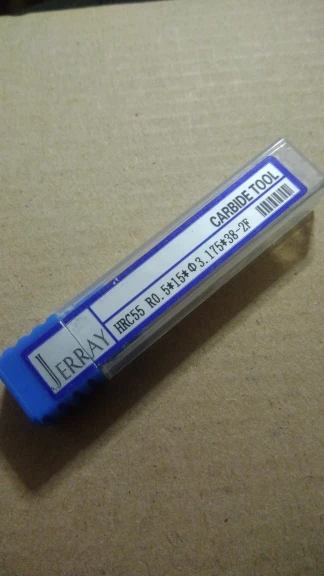 CARBIDE TOOL
HRC55 R0.5*15*Φ3.175*38-2F
JERRAY